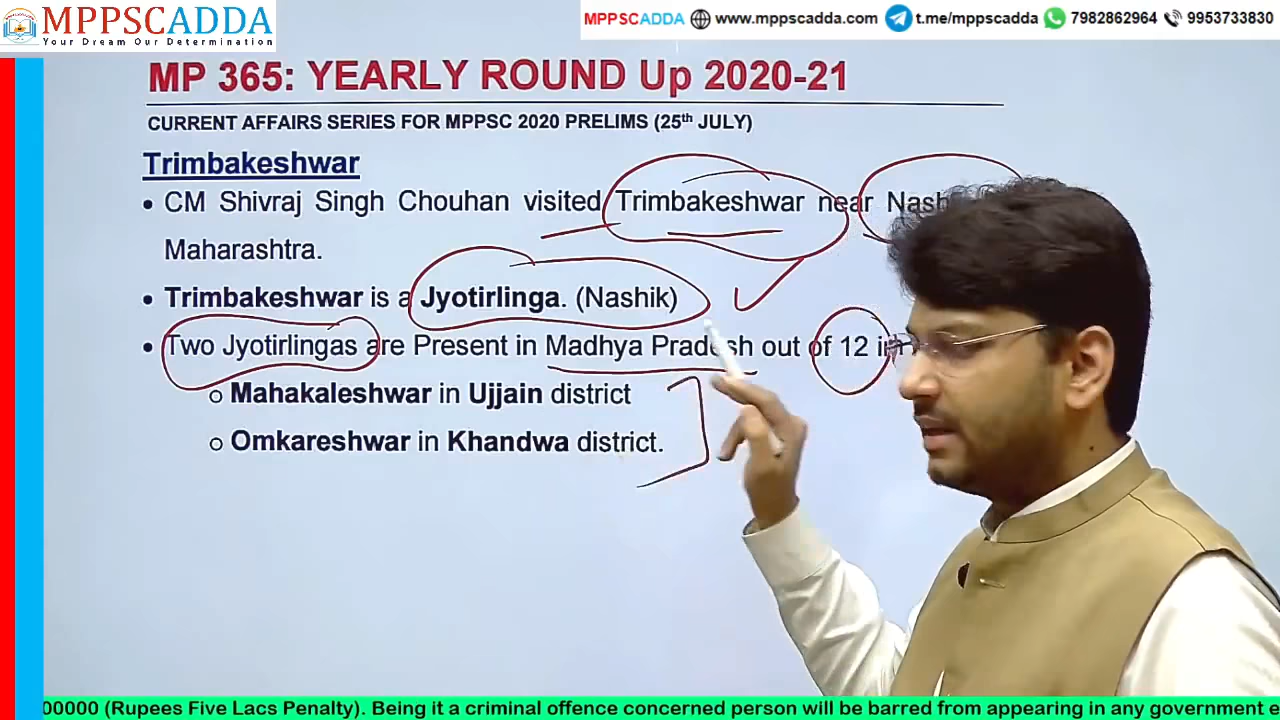 MPPSCADDA
Your Dream Our Determination
MPPSCADDA www.mppscadda.com t.me/mppscadda 7982862964 9953733830
MP 365: YEARLY ROUND Up 2020-21
CURRENT AFFAIRS SERIES FOR MPPSC 2020 PRELIMS (25th JULY)
Trimbakeshwar
• CM Shivraj Singh Chouhan visited Trimbakeshwar near
Maharashtra.
• Trimbakeshwar is a Jyotirlinga. (Nashik)
• Two Jyotirlingas are Present in Madhya Pradesh out of 12
o Mahakaleshwar in Ujjain district
o Omkareshwar in Khandwa district.
00000 (Rupees Five Lacs Penalty). Being it a criminal offence concerned person will be barred from appearing in any government